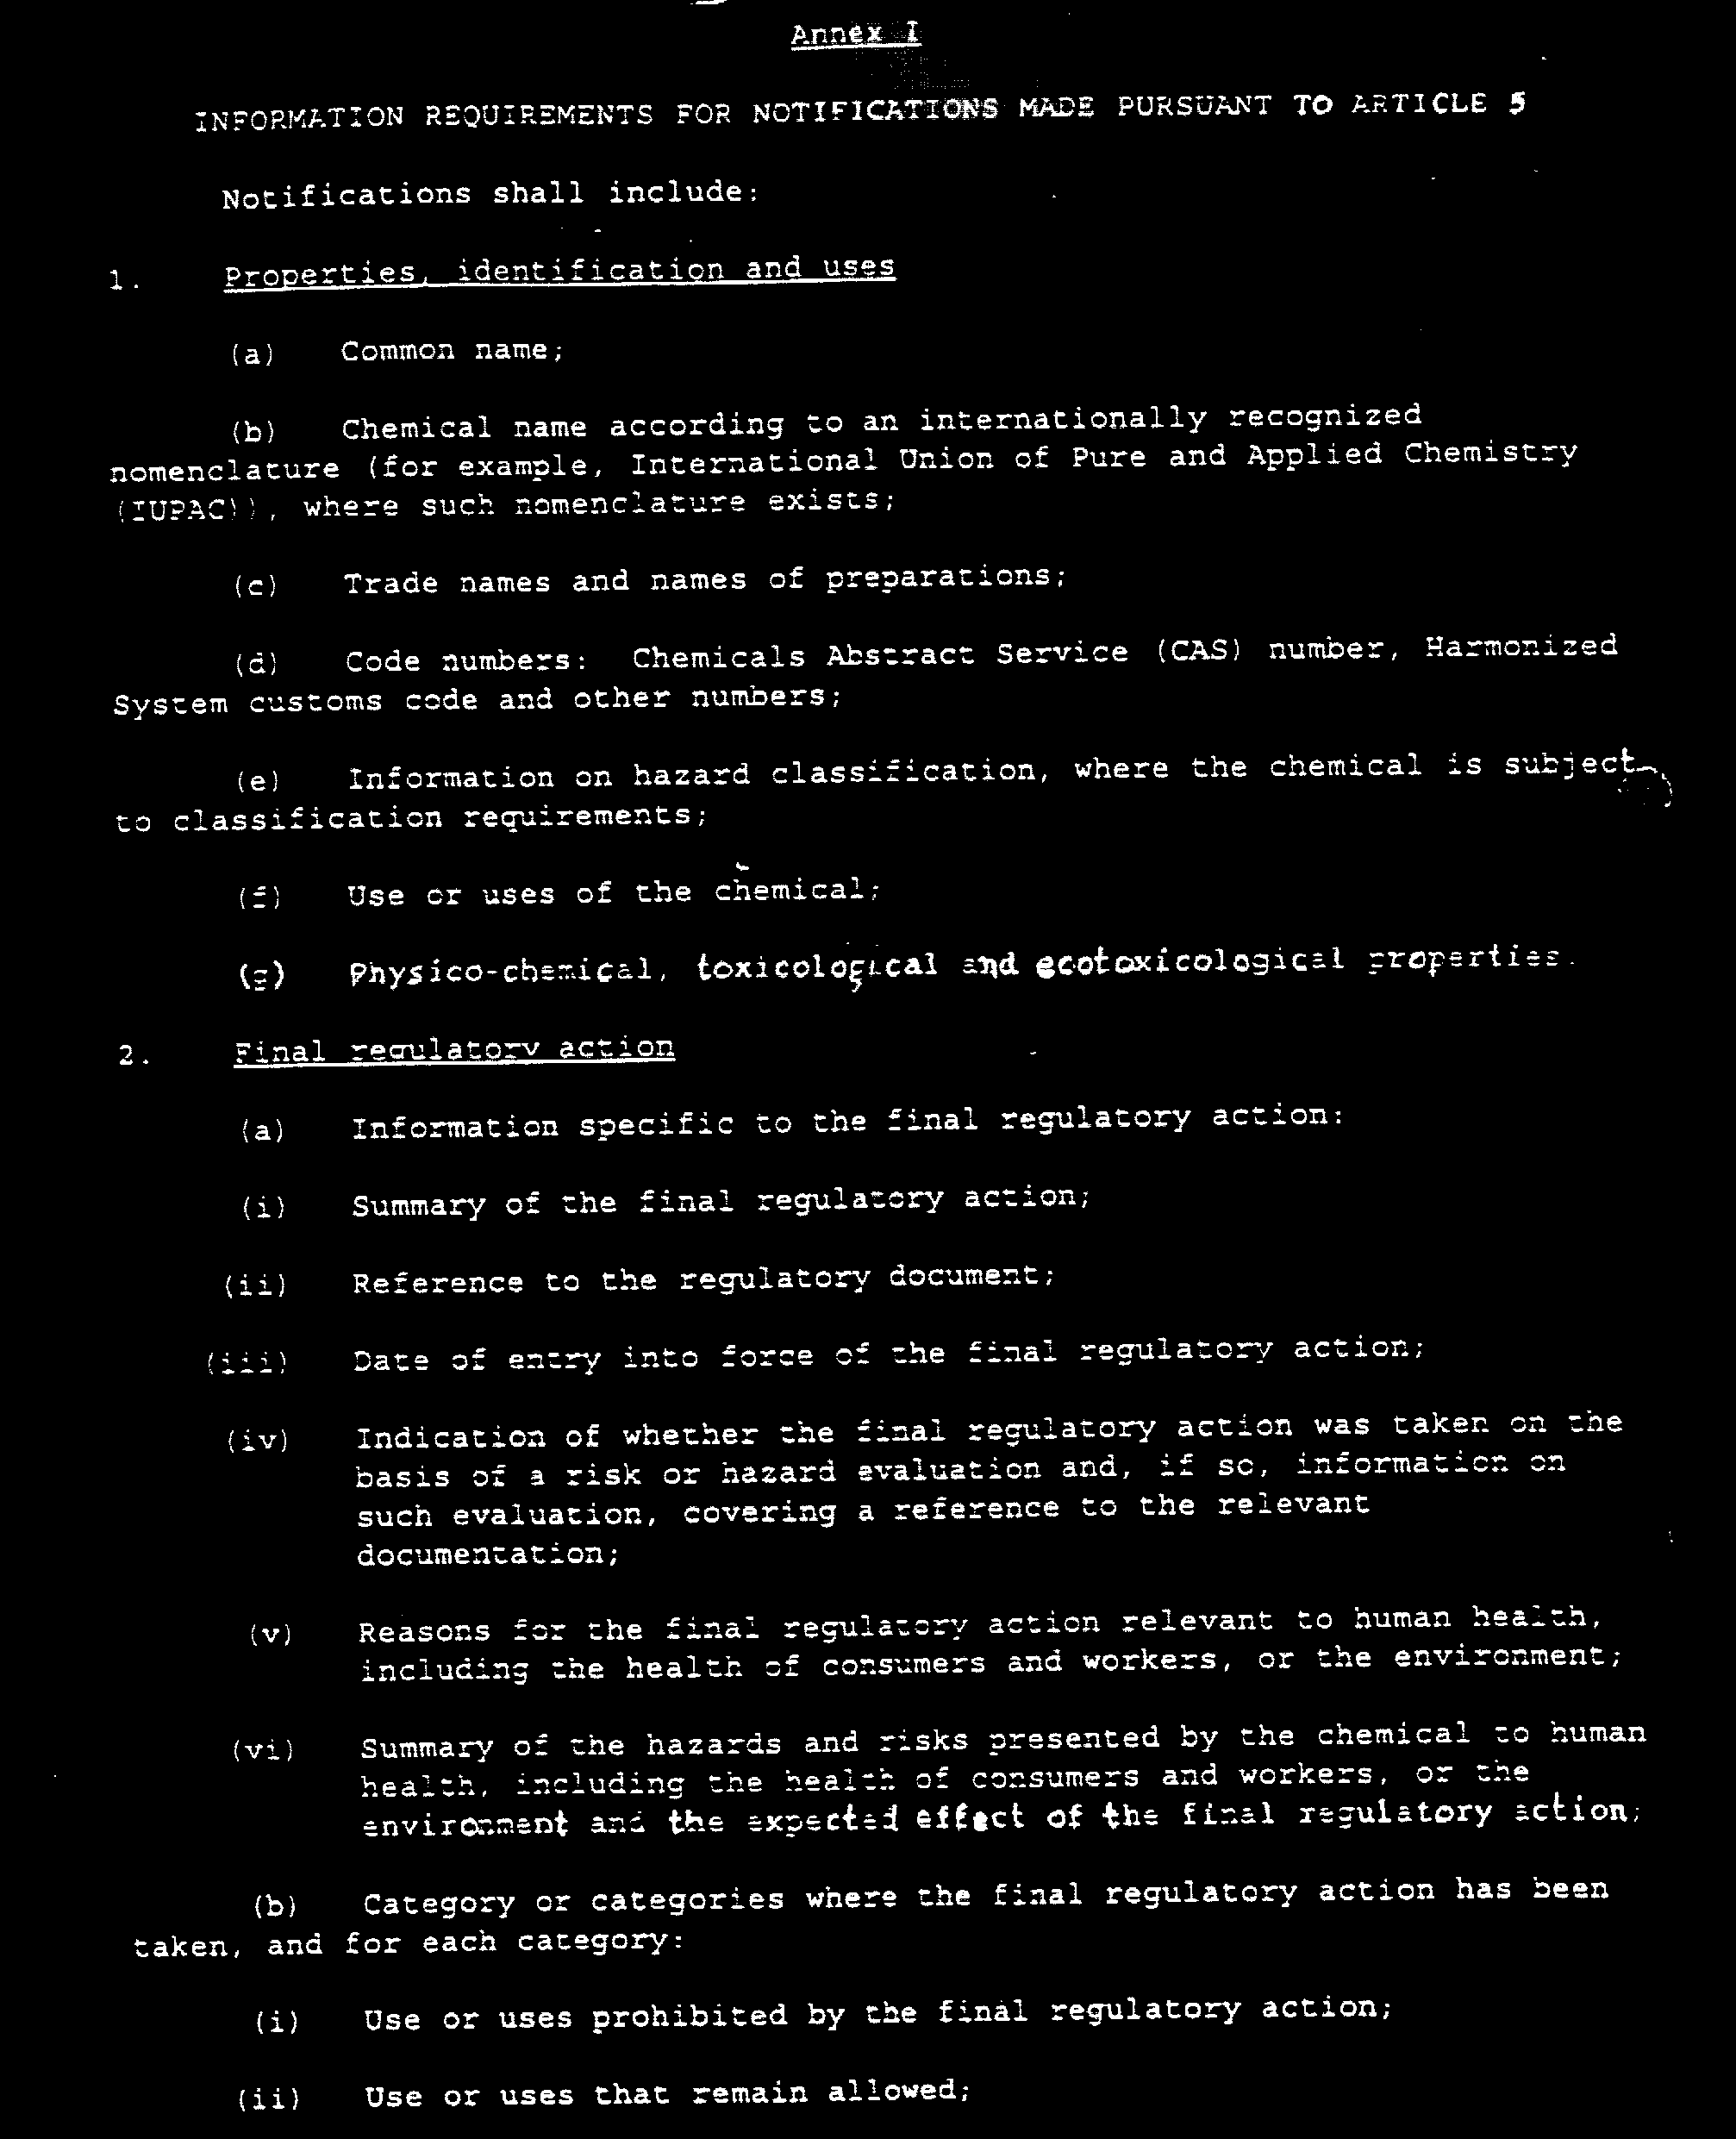 Annex I
INFORMATION REQUIREMENTS FOR NOTIFICATIONS MADE PURSUANT TO ARTICLE 5
Notifications shall include:
1. Properties, identification and uses
(a) Common name;
(b) Chemical name according to an internationally recognized
nomenclature (for example, International Union of Pure and Applied Chemistry
(IUPAC)), where such nomenclature exists;
(c) Trade names and names of preparations;
(d) Code numbers: Chemicals Abstract Service (CAS) number, Harmonized
System customs code and other numbers;
(e) Information on hazard classification, where the chemical is subject
to classification requirements;
(f) Use or uses of the chemical;
(g) Physico-chemical, toxicological and ecotoxicological properties.
2. Final regulatory action
(a) Information specific to the final regulatory action:
(i) Summary of the final regulatory action;
(ii) Reference to the regulatory document;
(iii) Date of entry into force of the final regulatory action;
(iv) Indication of whether the final regulatory action was taken on the
basis of a risk or hazard evaluation and, if so, information on
such evaluation, covering a reference to the relevant
documentation;
(v) Reasons for the final regulatory action relevant to human health,
including the health of consumers and workers, or the environment;
(vi) Summary of the hazards and risks presented by the chemical to human
health, including the health of consumers and workers, or the
environment and the expected effect of the final regulatory action;
(b) Category or categories where the final regulatory action has been
taken, and for each category:
(i) Use or uses prohibited by the final regulatory action;
(ii) Use or uses that remain allowed;